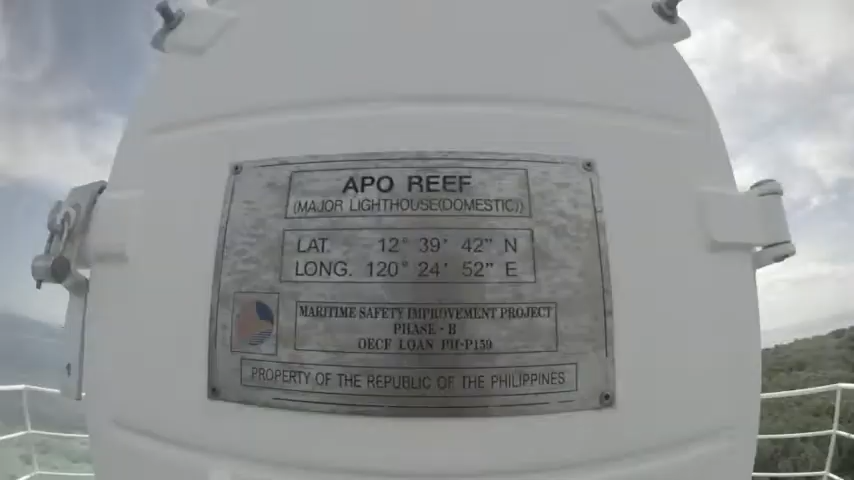 APO REEF
(MAJOR LIGHTHOUSE(DOMESTIC))
LAT. 12° 39' 42" N
LONG. 120° 24' 52" E
MARITIME SAFETY IMPROVEMENT PROJECT
PHASE - B
OECF LOAN PH-P159
PROPERTY OF THE REPUBLIC OF THE PHILIPPINES